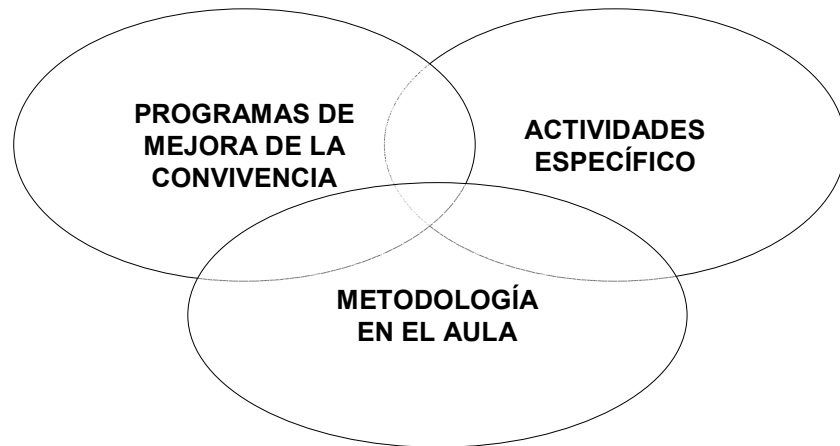 PROGRAMAS DE
MEJORA DE LA
CONVIVENCIA
ACTIVIDADES
ESPECÍFICO
METODOLOGÍA
EN EL AULA